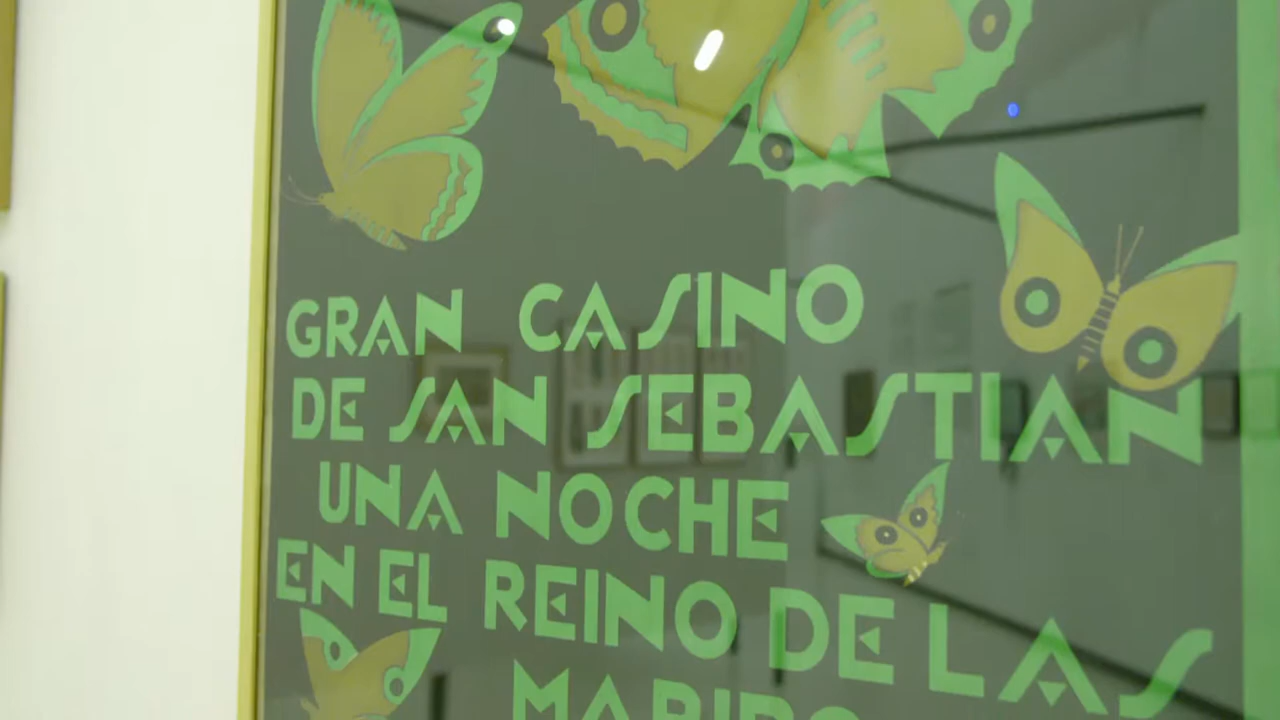 GRAN CASINO
DE SAN SEBASTIAN
UNA NOCHE
EN EL REINO DE LAS